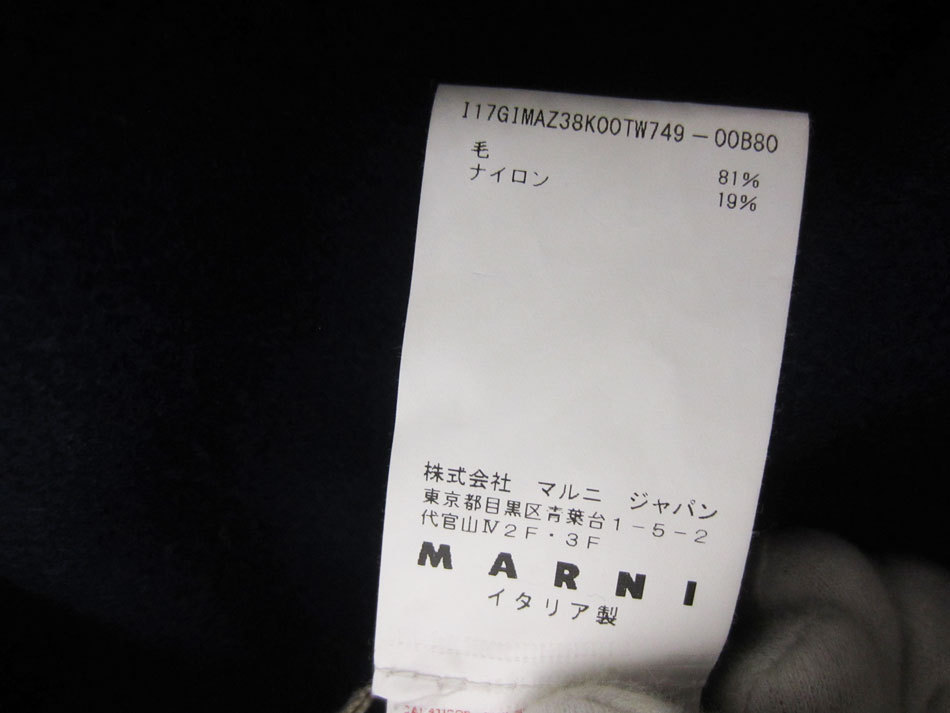 I17GIMAZ38K00TW749-00B80
毛 81%
ナイロン 19%
株式会社 マルニ ジャパン
東京都目黒区青葉台1-5-2
代官山Ⅳ2F・3F
MARNI
イタリア製